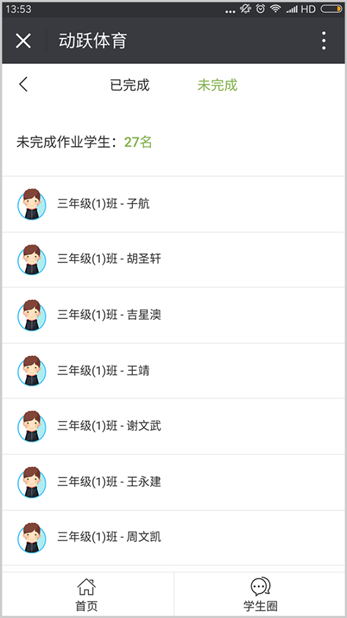 13:53
... HD
动跃体育
已完成 未完成
未完成作业学生：27名
三年级(1)班 - 子航
三年级(1)班 - 胡圣轩
三年级(1)班 - 吉星澳
三年级(1)班 - 王靖
三年级(1)班 - 谢文武
三年级(1)班 - 王永建
三年级(1)班 - 周文凯
首页 学生圈